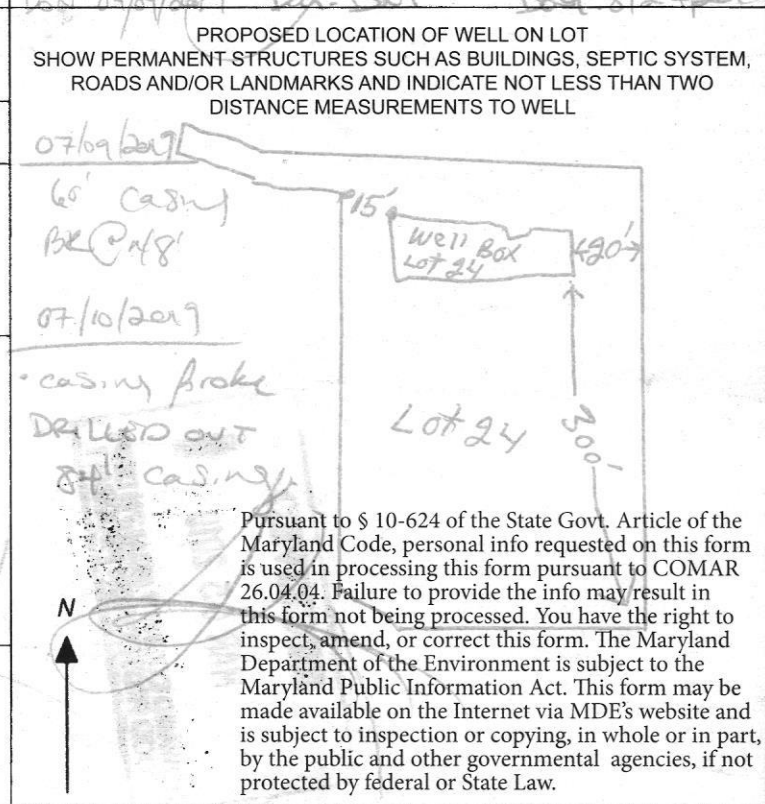 07/09/2019
PROPOSED LOCATION OF WELL ON LOT
SHOW PERMANENT STRUCTURES SUCH AS BUILDINGS, SEPTIC SYSTEM,
ROADS AND/OR LANDMARKS AND INDICATE NOT LESS THAN TWO
DISTANCE MEASUREMENTS TO WELL
07/09/2019
60' casing
BR @ 48'
07/10/2019
• casing broke
DRILLED OUT
84' casing
15'
Well Box
Lot 24
20'
Lot 24
300'
N
Pursuant to § 10-624 of the State Govt. Article of the
Maryland Code, personal info requested on this form
is used in processing this form pursuant to COMAR
26.04.04. Failure to provide the info may result in
this form not being processed. You have the right to
inspect, amend, or correct this form. The Maryland
Department of the Environment is subject to the
Maryland Public Information Act. This form may be
made available on the Internet via MDE's website and
is subject to inspection or copying, in whole or in part,
by the public and other governmental agencies, if not
protected by federal or State Law.